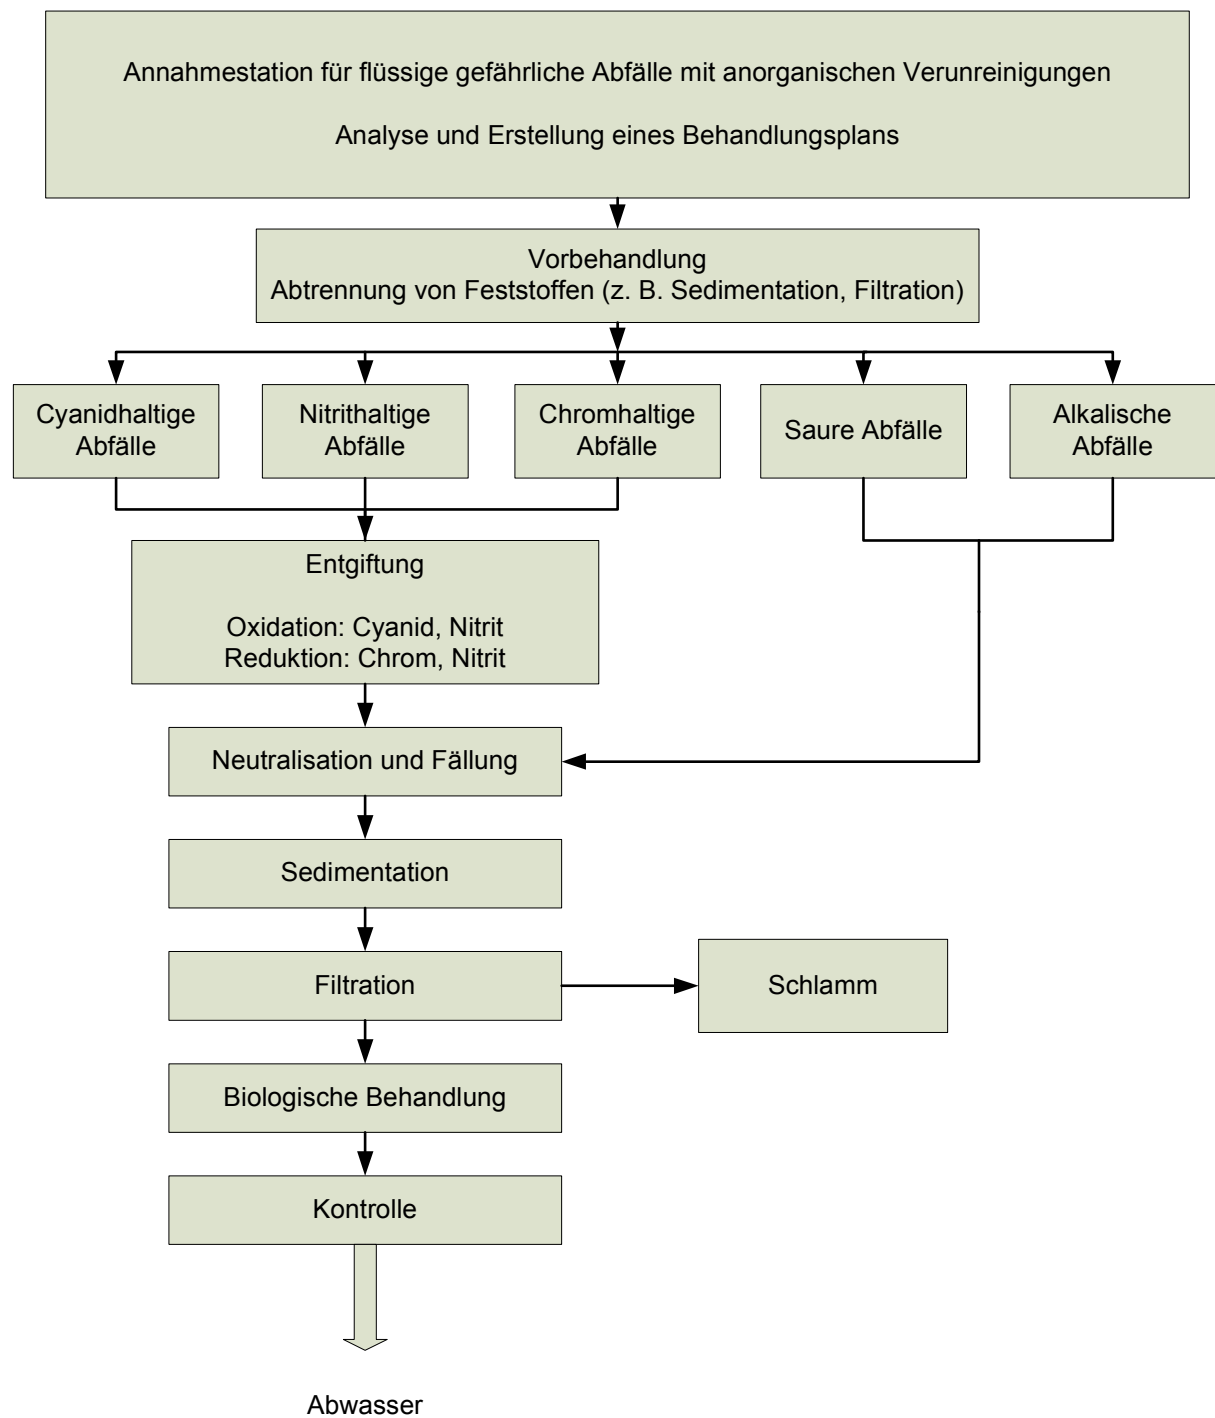 Annahmestation für flüssige gefährliche Abfälle mit anorganischen Verunreinigungen
Analyse und Erstellung eines Behandlungsplans
Vorbehandlung
Abtrennung von Feststoffen (z. B. Sedimentation, Filtration)
Cyanidhaltige
Abfälle
Nitrithaltige
Abfälle
Chromhaltige
Abfälle
Saure Abfälle
Alkalische
Abfälle
Entgiftung
Oxidation: Cyanid, Nitrit
Reduktion: Chrom, Nitrit
Neutralisation und Fällung
Sedimentation
Filtration
Schlamm
Biologische Behandlung
Kontrolle
Abwasser